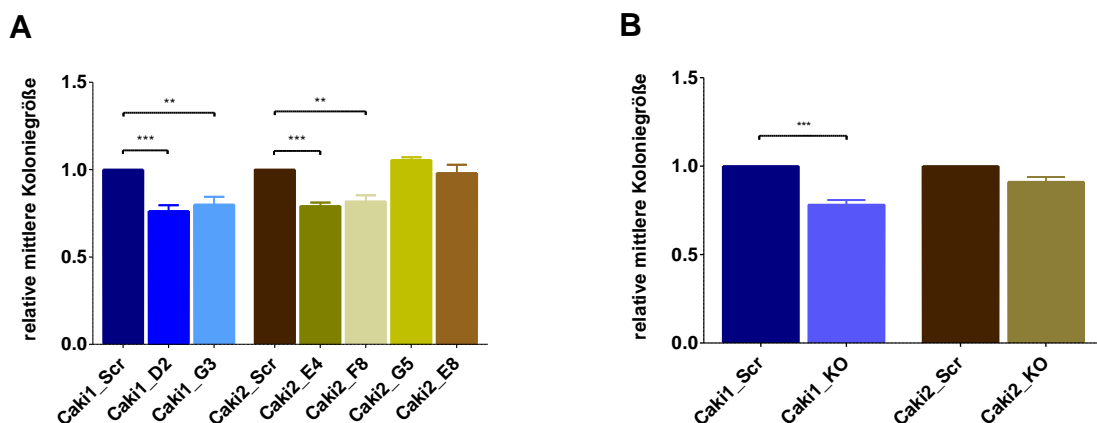 A
relative mittlere Koloniegröße
1.5
1.0
0.5
0.0
**
***
**
***
Caki1_Scr
Caki1_D2
Caki1_G3
Caki2_Scr
Caki2_E4
Caki2_F8
Caki2_G5
Caki2_E8
B
relative mittlere Koloniegröße
1.5
1.0
0.5
0.0
***
Caki1_Scr
Caki1_KO
Caki2_Scr
Caki2_KO